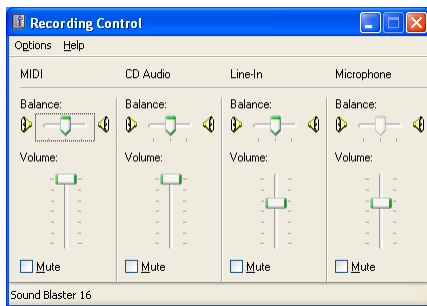 Recording Control
Options Help
MIDI CD Audio Line-In Microphone
Balance: Balance: Balance: Balance:
Volume: Volume: Volume: Volume:
Mute Mute Mute Mute
Sound Blaster 16